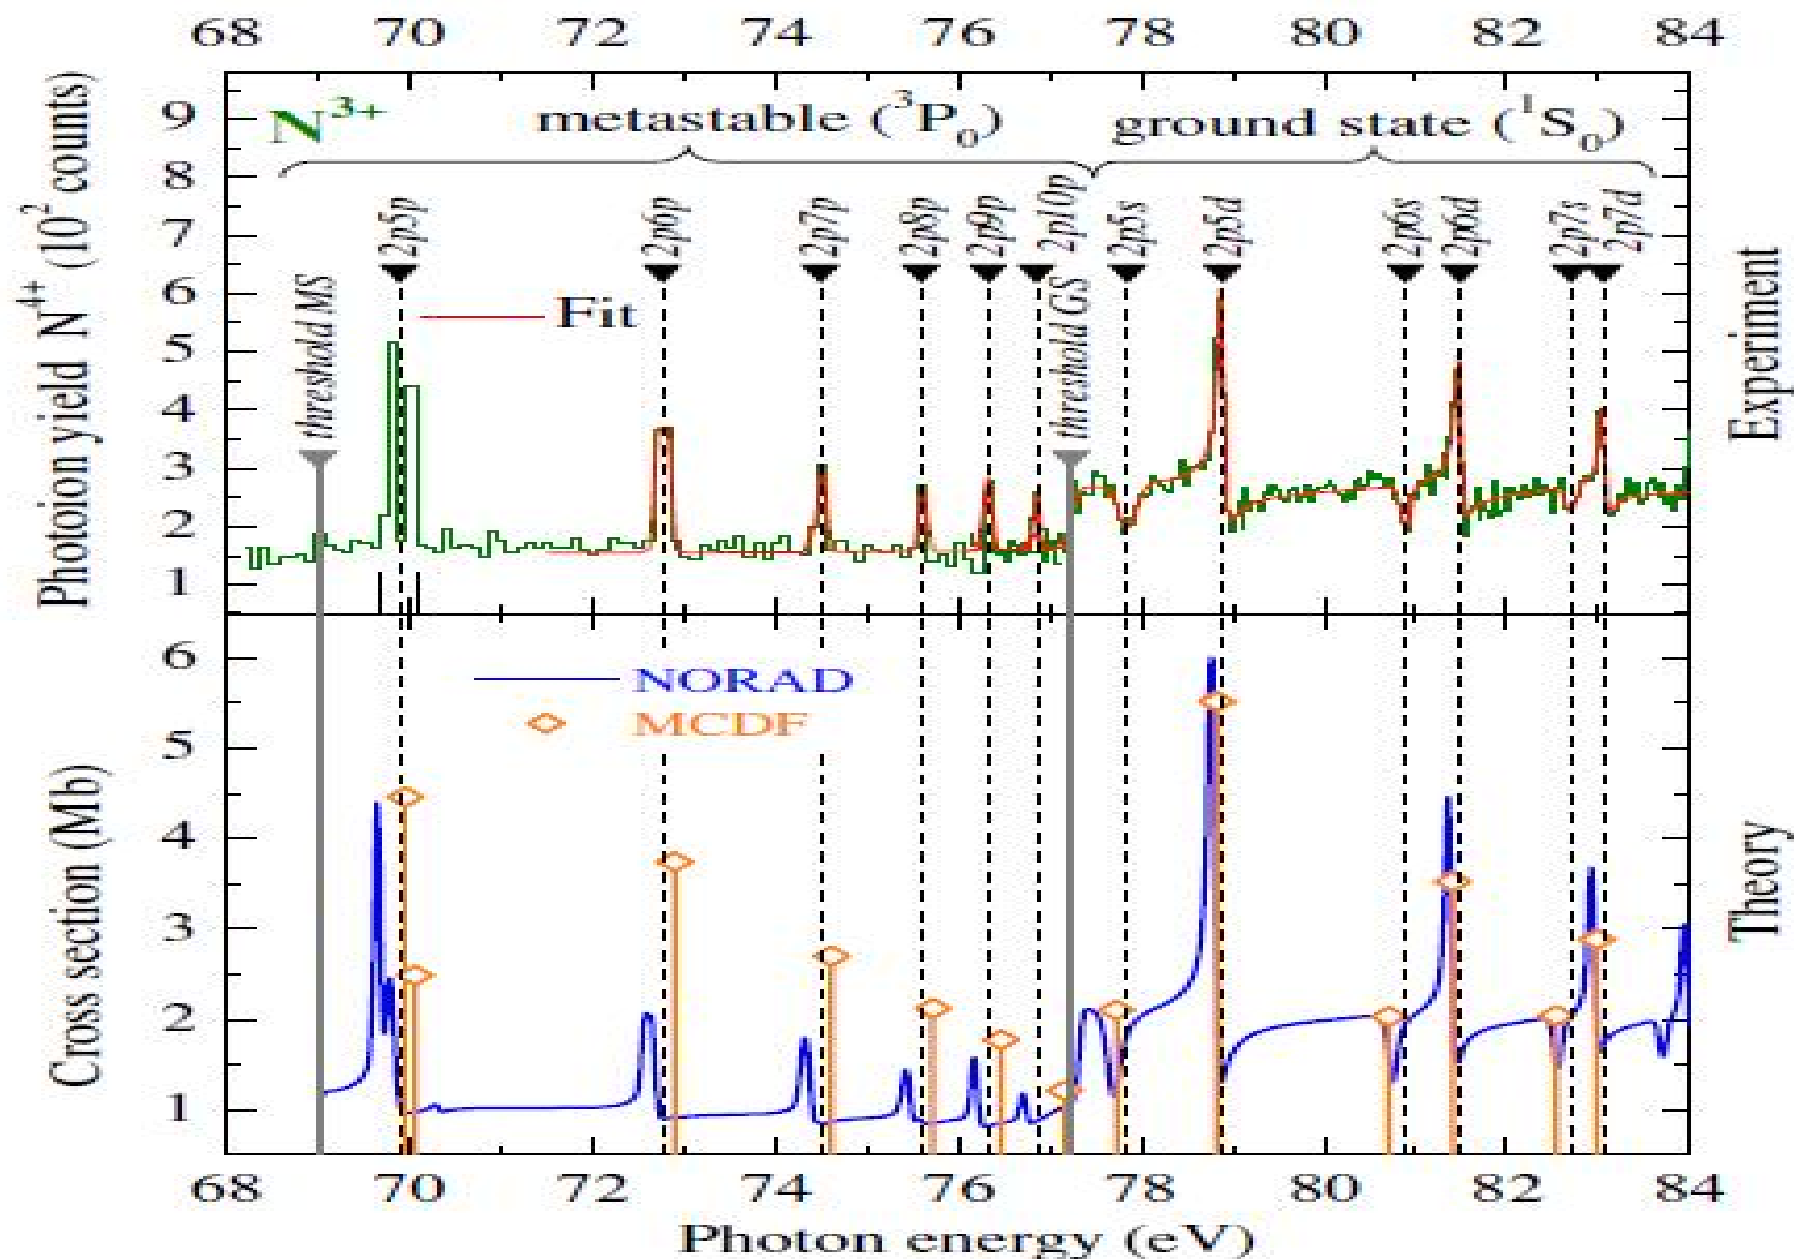 68 70 72 74 76 78 80 82 84
N³⁺ metastable (³P₀) ground state (¹S₀)
9
8
7
6
5
4
3
2
1
Photoion yield N⁴⁺ (10² counts)
Experiment
threshold MS
2p5p
2p6p
2p7p
2p8p
2p9p
2p10p
threshold GS
2p5s
2p5d
2p6s
2p6d
2p7s
2p7d
Fit
6
5
4
3
2
1
Cross section (Mb)
Theory
NORAD
MCDF
68 70 72 74 76 78 80 82 84
Photon energy (eV)